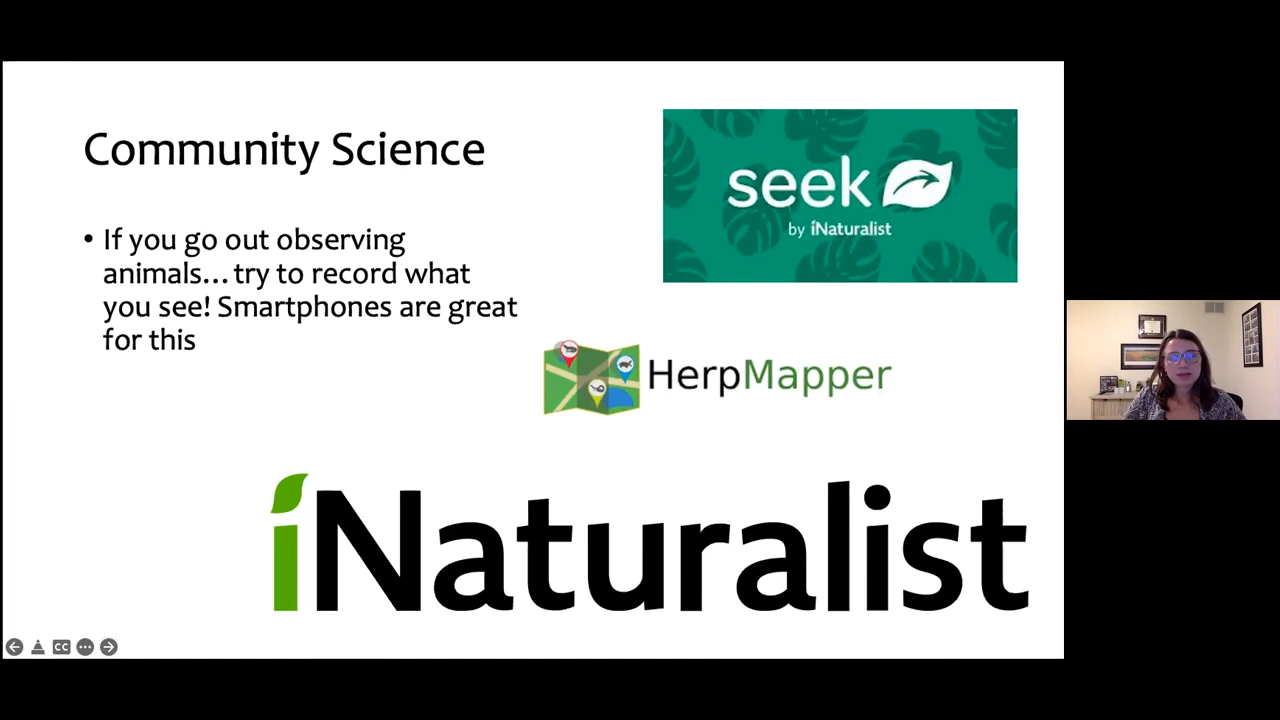 Community Science
• If you go out observing
animals…try to record what
you see! Smartphones are great
for this
seek
by iNaturalist
HerpMapper
iNaturalist
CC